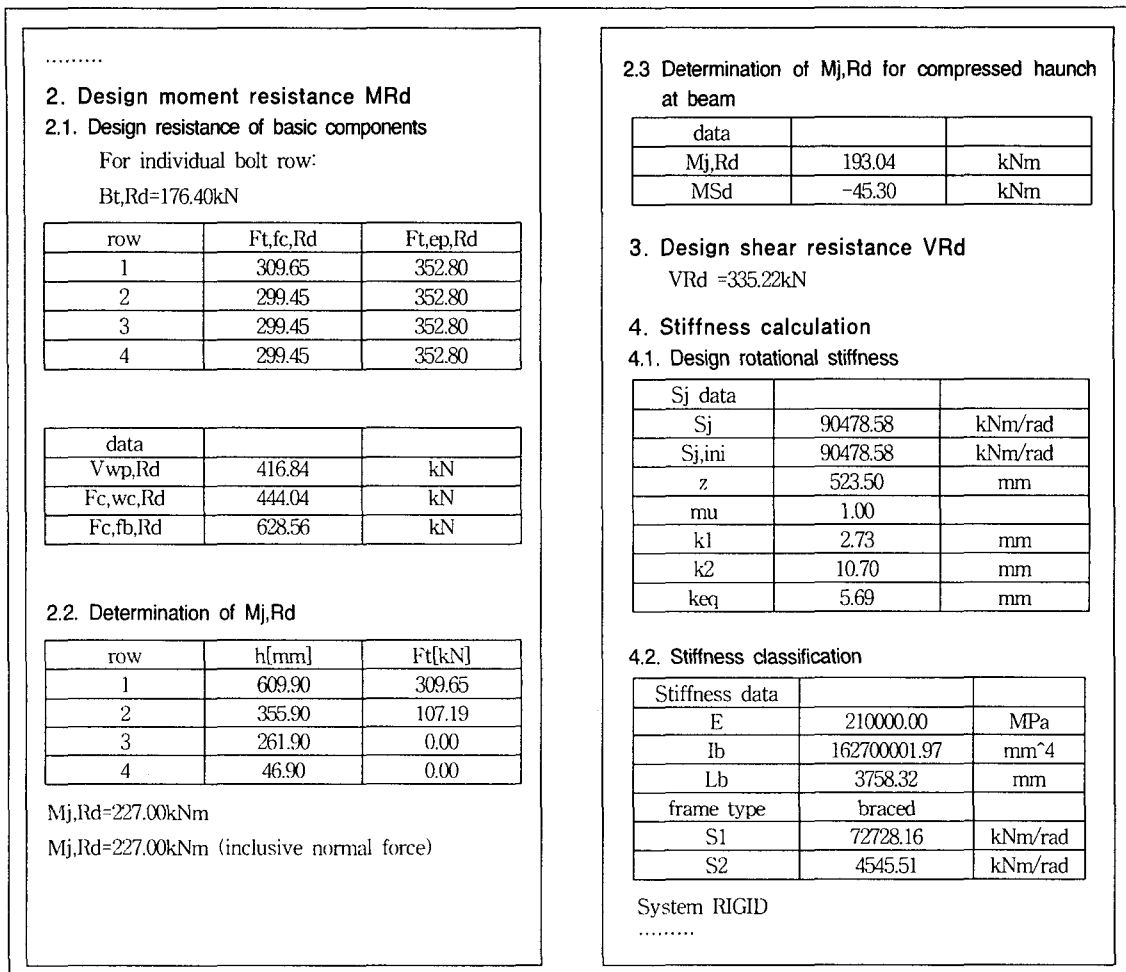 .........
2. Design moment resistance MRd
2.1. Design resistance of basic components
For individual bolt row:
Bt,Rd=176.40kN
row Ft,fc,Rd Ft,ep,Rd
1 309.65 352.80
2 299.45 352.80
3 299.45 352.80
4 299.45 352.80
data
Vwp,Rd 416.84 kN
Fc,wc,Rd 444.04 kN
Fc,fb,Rd 628.56 kN
2.2. Determination of Mj,Rd
row h[mm] Ft[kN]
1 609.90 309.65
2 355.90 107.19
3 261.90 0.00
4 46.90 0.00
Mj,Rd=227.00kNm
Mj,Rd=227.00kNm (inclusive normal force)
2.3 Determination of Mj,Rd for compressed haunch
at beam
data
Mj,Rd 193.04 kNm
MSd -45.30 kNm
3. Design shear resistance VRd
VRd =335.22kN
4. Stiffness calculation
4.1. Design rotational stiffness
Sj data
Sj 90478.58 kNm/rad
Sj,ini 90478.58 kNm/rad
z 523.50 mm
mu 1.00
k1 2.73 mm
k2 10.70 mm
keq 5.69 mm
4.2. Stiffness classification
Stiffness data
E 210000.00 MPa
Ib 162700001.97 mm^4
Lb 3758.32 mm
frame type braced
S1 72728.16 kNm/rad
S2 4545.51 kNm/rad
System RIGID
.........